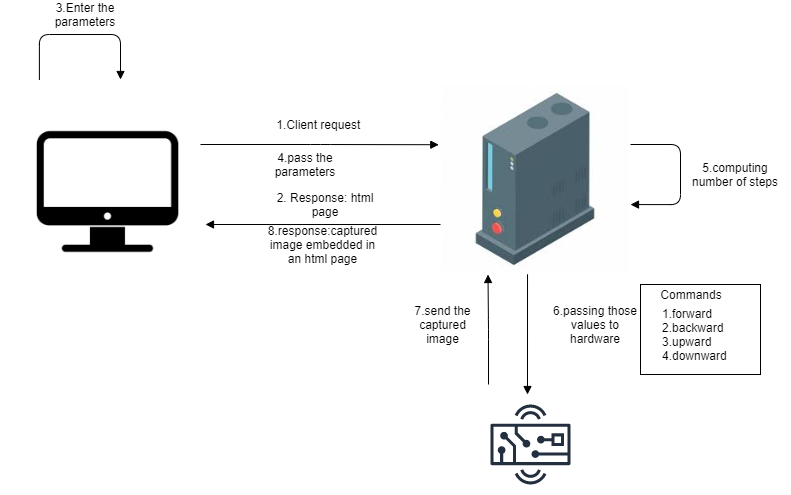 3.Enter the
parameters
1.Client request
4.pass the
parameters
2. Response: html
page
8.response:captured
image embedded in
an html page
5.computing
number of steps
7.send the
captured
image
6.passing those
values to
hardware
Commands
1.forward
2.backward
3.upward
4.downward